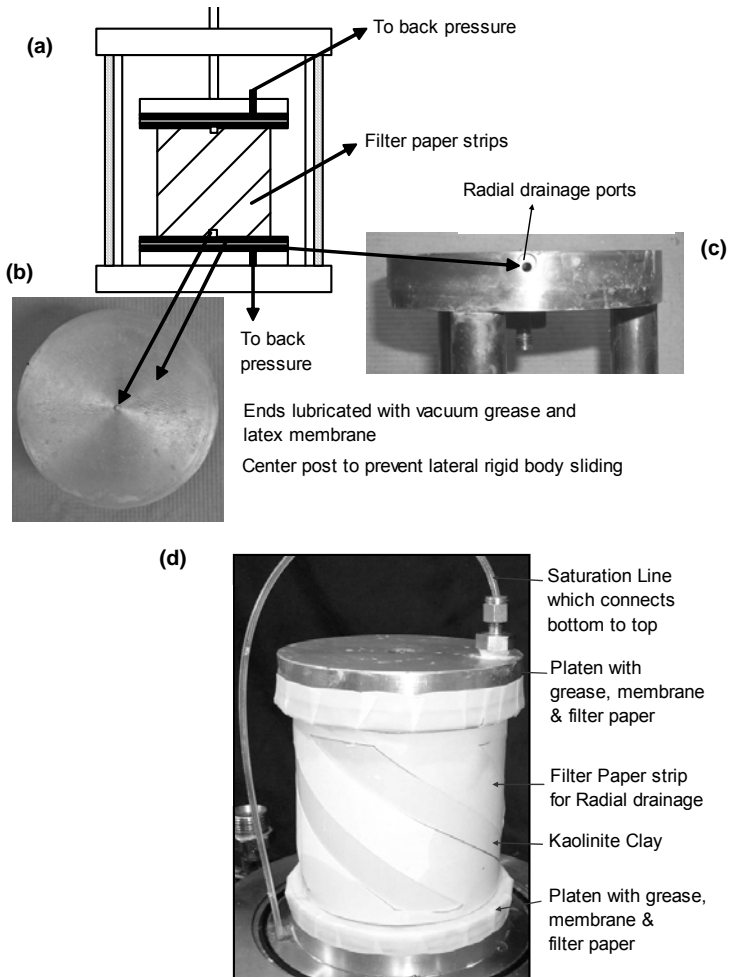 (a)
To back pressure
Filter paper strips
Radial drainage ports
(b)
(c)
To back
pressure
Ends lubricated with vacuum grease and
latex membrane
Center post to prevent lateral rigid body sliding
(d)
Saturation Line
which connects
bottom to top
Platen with
grease, membrane
& filter paper
Filter Paper strip
for Radial drainage
Kaolinite Clay
Platen with grease,
membrane &
filter paper